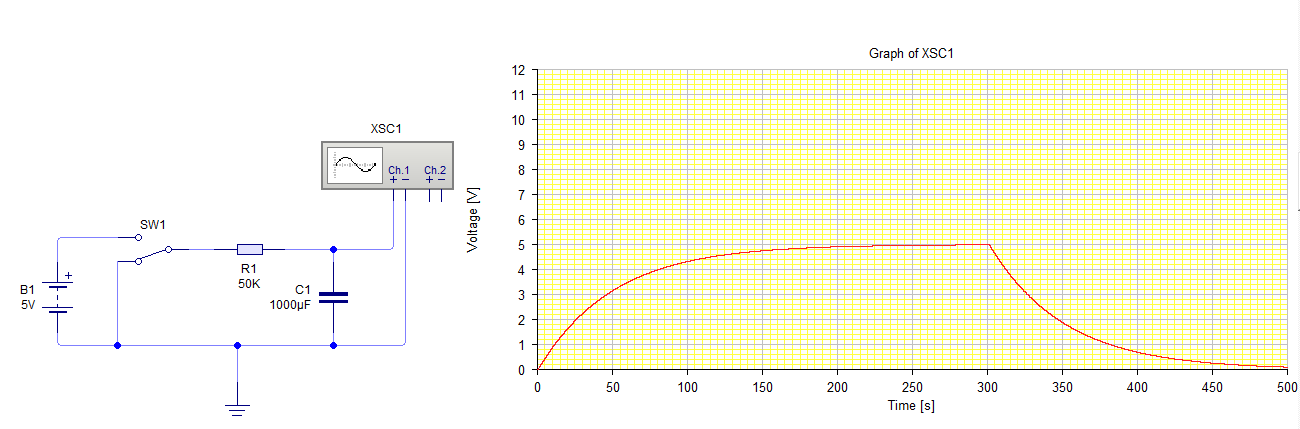 XSC1
Ch.1 Ch.2
+ − + −
SW1
R1
50K
+
B1
5V
C1
1000µF
Graph of XSC1
Voltage [V]
12
11
10
9
8
7
6
5
4
3
2
1
0
0 50 100 150 200 250 300 350 400 450 500
Time [s]